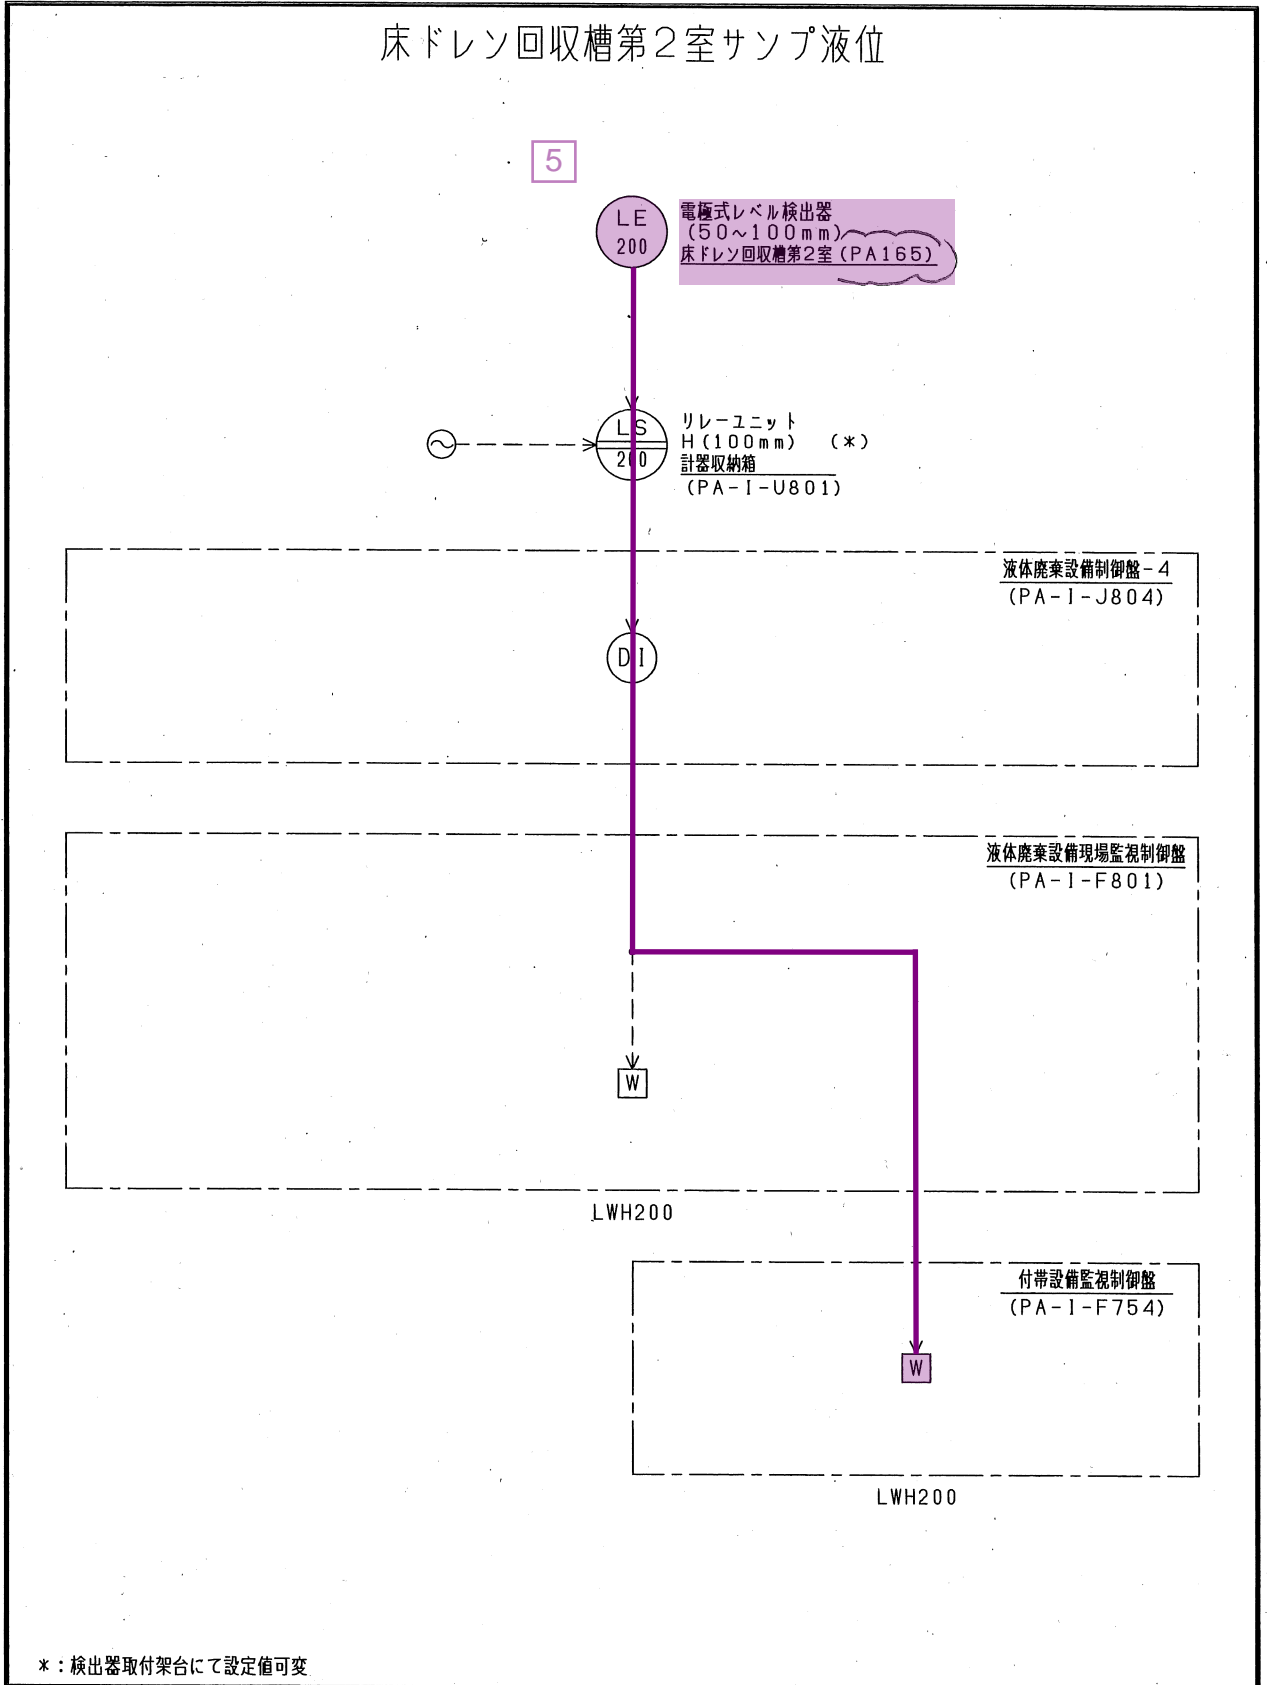 床ドレン回収槽第２室サンプ液位
5
LE
200
電極式レベル検出器
(50～100mm)
床ドレン回収槽第2室(PA165)
LS
200
リレーユニット
H(100mm) (*)
計器収納箱
(PA-I-U801)
液体廃棄設備制御盤-4
(PA-I-J804)
DI
液体廃棄設備現場監視制御盤
(PA-I-F801)
W
LWH200
付帯設備監視制御盤
(PA-I-F754)
W
LWH200
*：検出器取付架台にて設定値可変